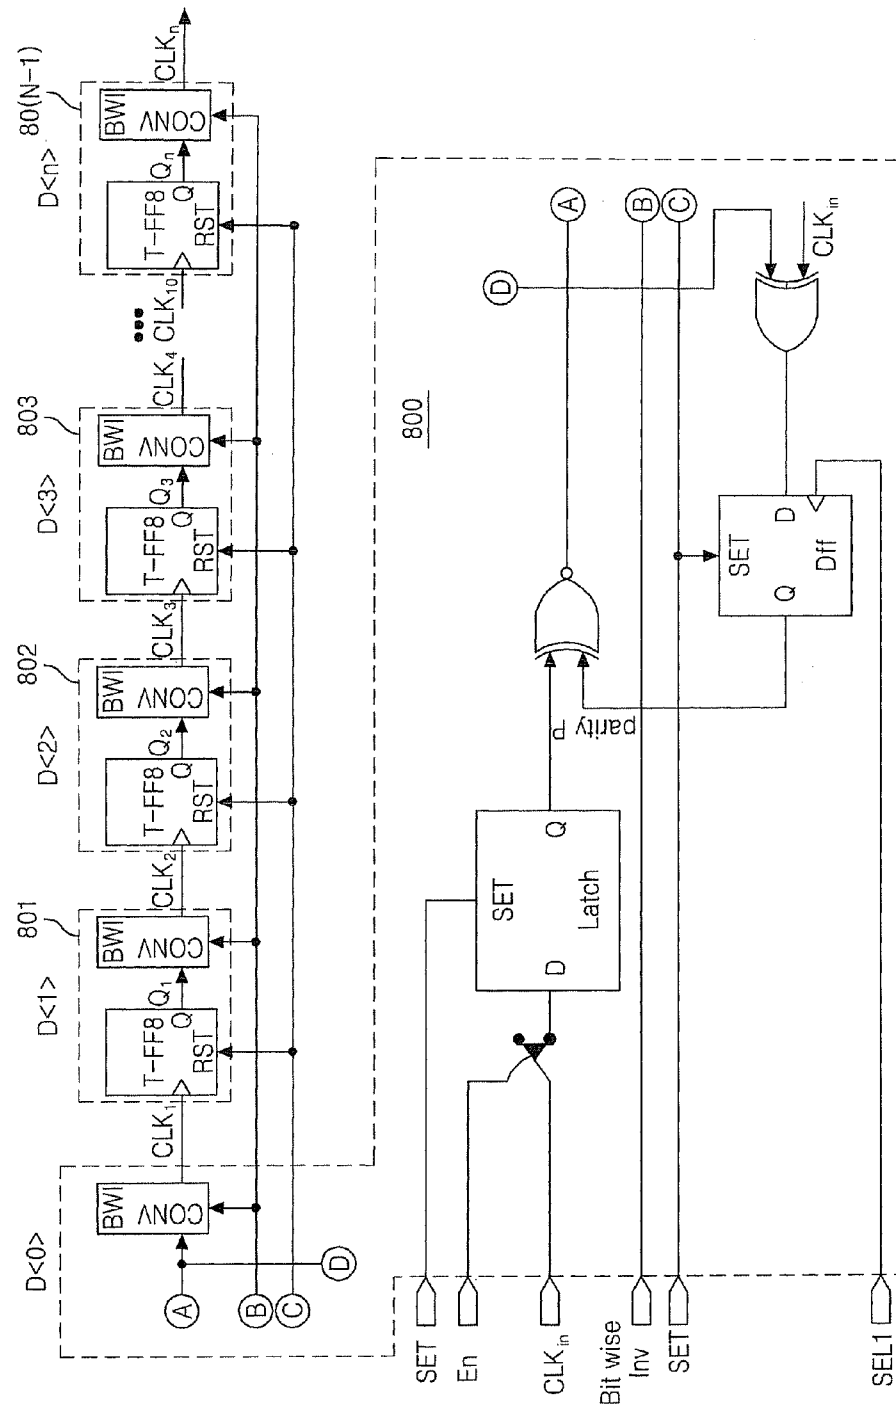 D<0>
D<1>
D<2>
D<3>
D<n>
801
802
803
80(N-1)
BWI
CONV
CLK1
T-FF8
Q
RST
Q1
BWI
CONV
CLK2
T-FF8
Q
RST
Q2
BWI
CONV
CLK3
T-FF8
Q
RST
Q3
BWI
CONV
CLK4
•••
CLK10
T-FF8
Q
RST
Qn
BWI
CONV
CLKn
A
B
C
D
800
SET
En
CLKin
Bit wise
Inv
SET
SEL1
SET
D
Q
Latch
P
parity
SET
Q
D
Dff
D
A
B
C
CLKin